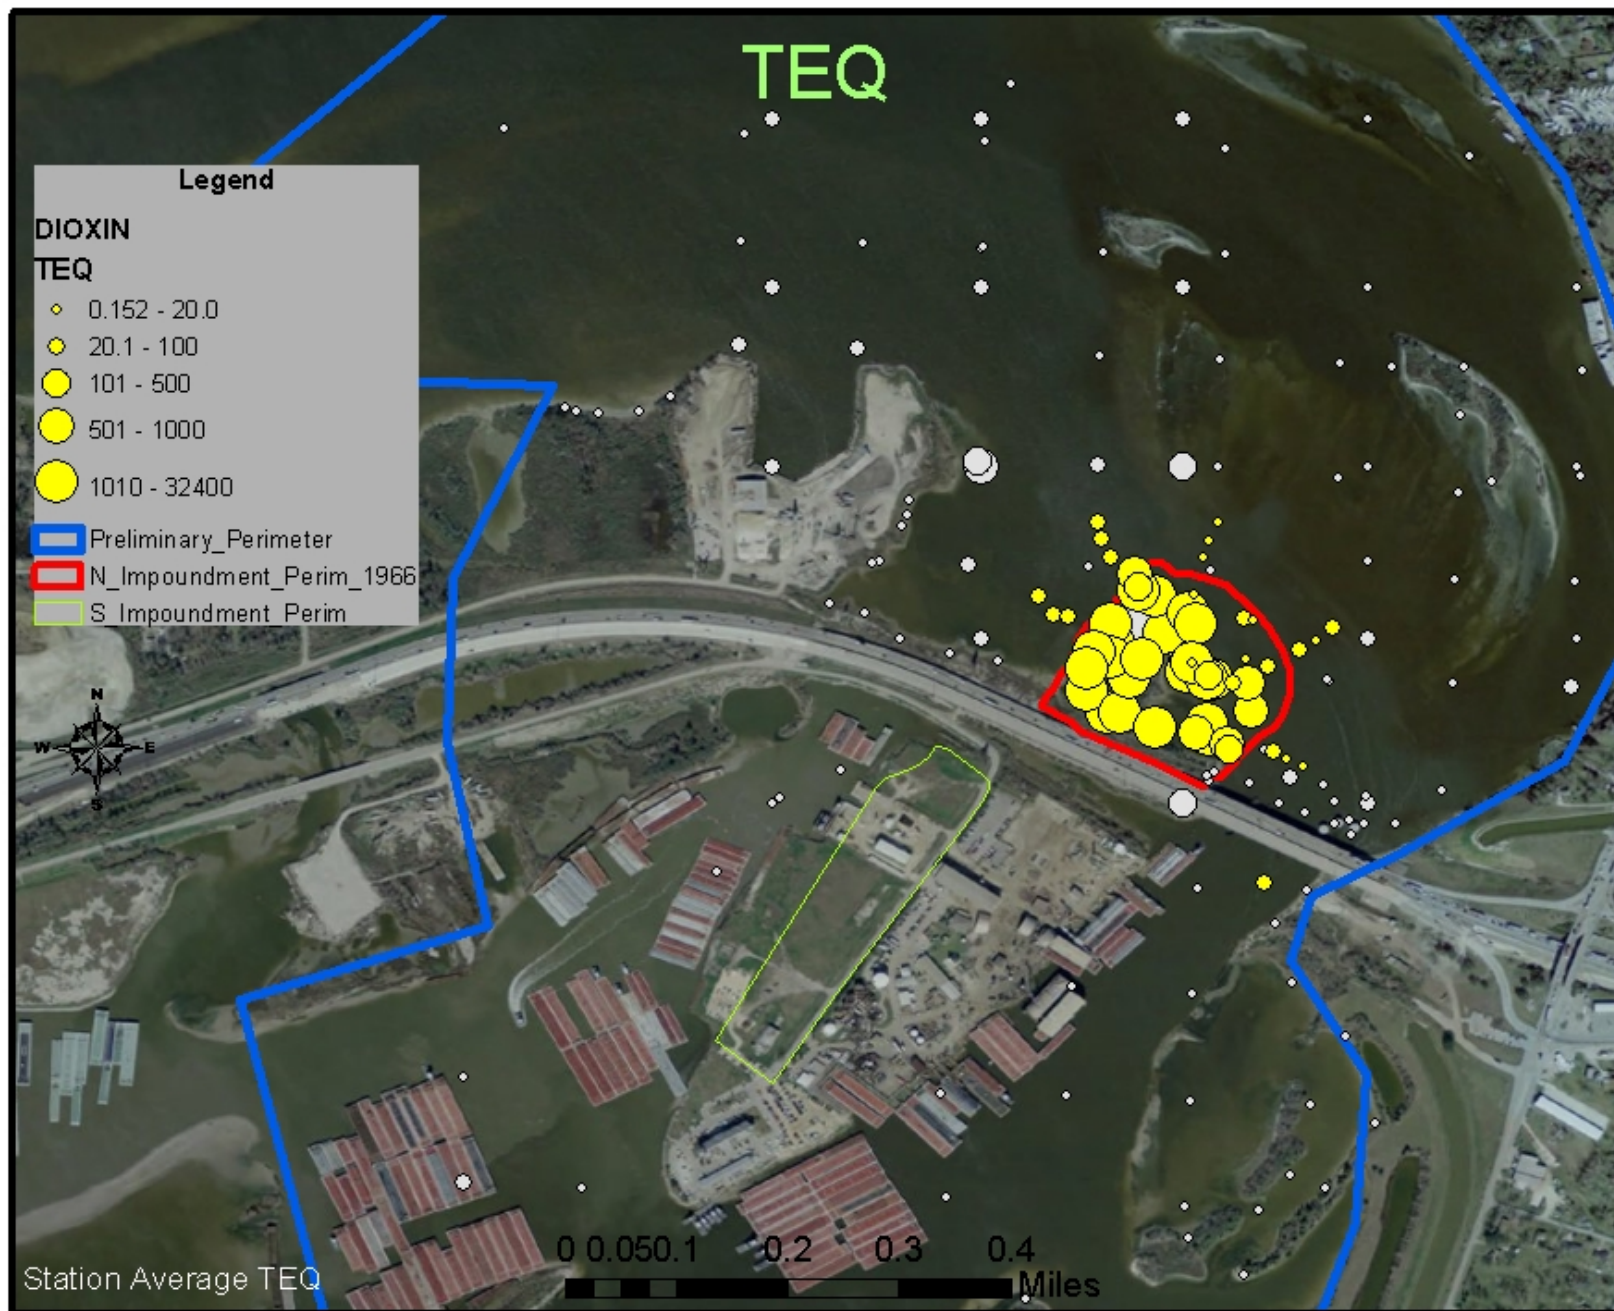 TEQ
Legend
DIOXIN
TEQ
0.152 - 20.0
20.1 - 100
101 - 500
501 - 1000
1010 - 32400
Preliminary_Perimeter
N_Impoundment_Perim_1966
S_Impoundment_Perim
N
W E
S
0 0.050.1 0.2 0.3 0.4
Miles
Station Average TEQ